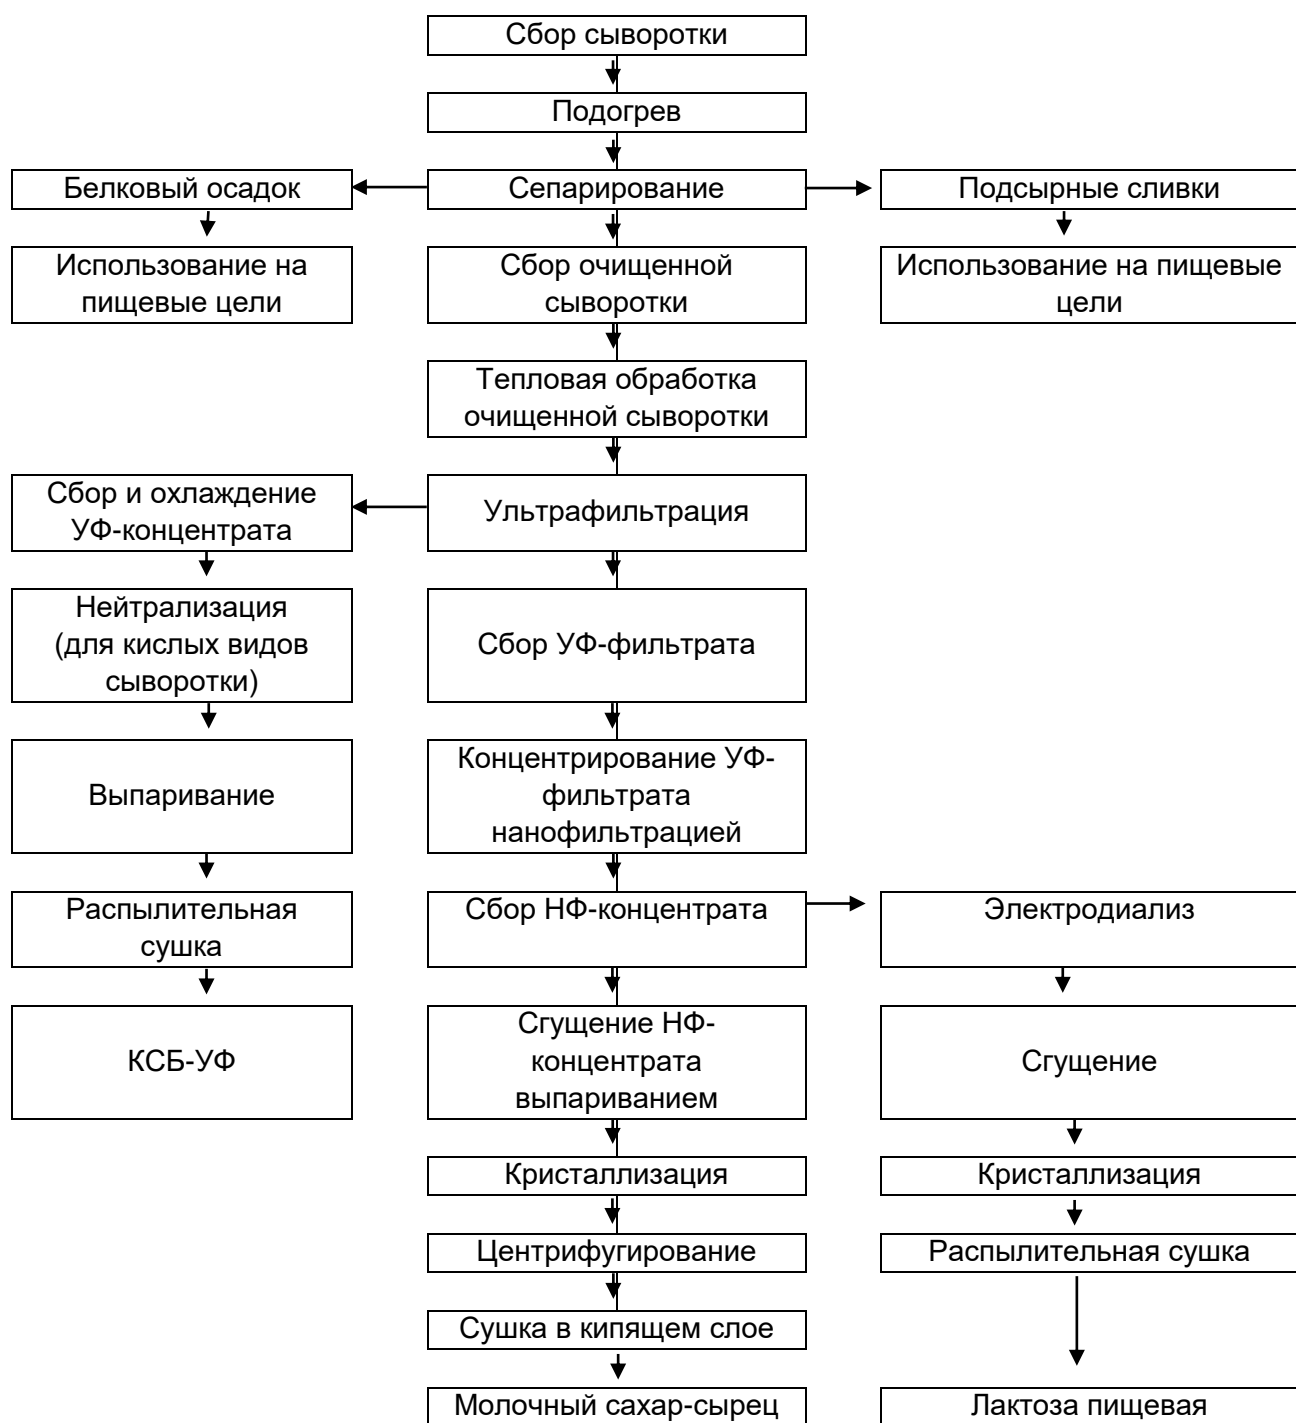 Сбор сыворотки
Подогрев
Белковый осадок
Сепарирование
Подсырные сливки
Использование на
пищевые цели
Сбор очищенной
сыворотки
Использование на пищевые
цели
Тепловая обработка
очищенной сыворотки
Сбор и охлаждение
УФ-концентрата
Ультрафильтрация
Нейтрализация
(для кислых видов
сыворотки)
Сбор УФ-фильтрата
Выпаривание
Концентрирование УФ-
фильтрата
нанофильтрацией
Распылительная
сушка
Сбор НФ-концентрата
Электродиализ
КСБ-УФ
Сгущение НФ-
концентрата
выпариванием
Сгущение
Кристаллизация
Кристаллизация
Центрифугирование
Распылительная сушка
Сушка в кипящем слое
Молочный сахар-сырец
Лактоза пищевая